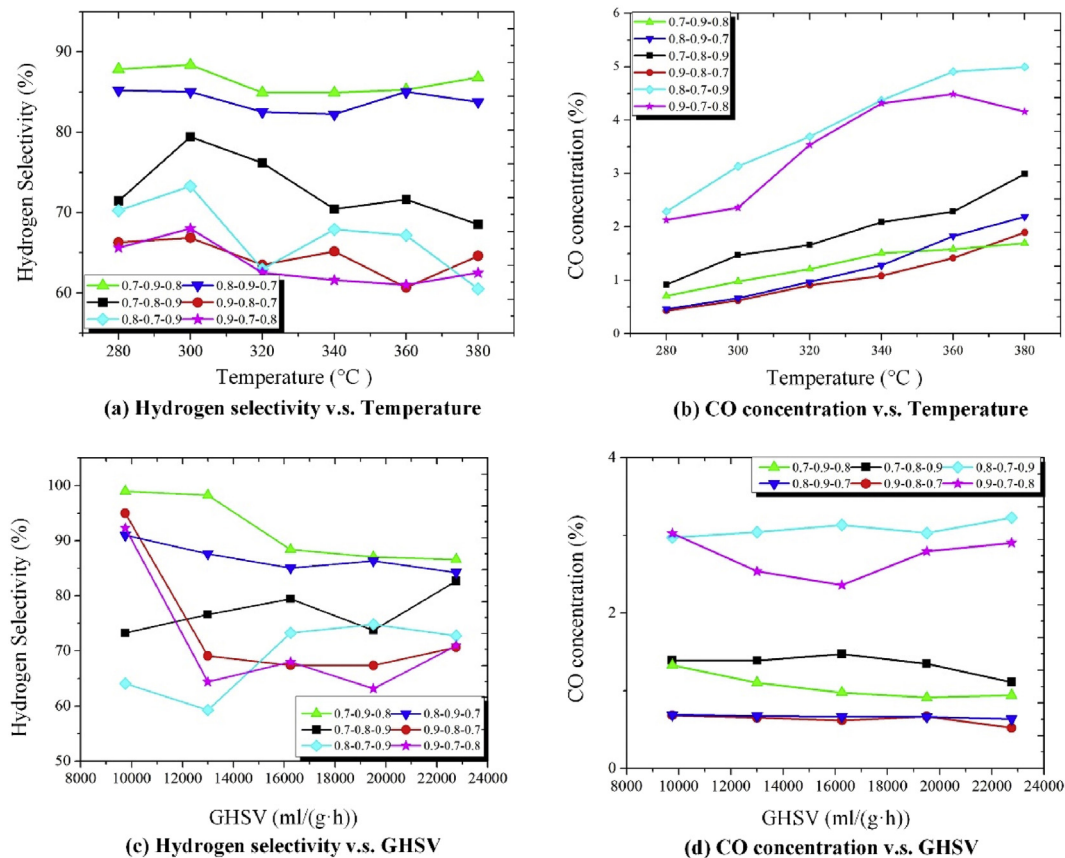 Hydrogen Selectivity (%)
90
80
70
60
0.7-0.9-0.8 0.8-0.9-0.7
0.7-0.8-0.9 0.9-0.8-0.7
0.8-0.7-0.9 0.9-0.7-0.8
280 300 320 340 360 380
Temperature (°C )
(a) Hydrogen selectivity v.s. Temperature
CO concentration (%)
6
5
4
3
2
1
0
0.7-0.9-0.8
0.8-0.9-0.7
0.7-0.8-0.9
0.9-0.8-0.7
0.8-0.7-0.9
0.9-0.7-0.8
280 300 320 340 360 380
Temperature (°C)
(b) CO concentration v.s. Temperature
Hydrogen Selectivity (%)
100
90
80
70
60
50
0.7-0.9-0.8 0.8-0.9-0.7
0.7-0.8-0.9 0.9-0.8-0.7
0.8-0.7-0.9 0.9-0.7-0.8
8000 10000 12000 14000 16000 18000 20000 22000 24000
GHSV (ml/(g·h))
(c) Hydrogen selectivity v.s. GHSV
CO concentration (%)
4
2
0
0.7-0.9-0.8 0.7-0.8-0.9 0.8-0.7-0.9
0.8-0.9-0.7 0.9-0.8-0.7 0.9-0.7-0.8
8000 10000 12000 14000 16000 18000 20000 22000 24000
GHSV (ml/(g·h))
(d) CO concentration v.s. GHSV